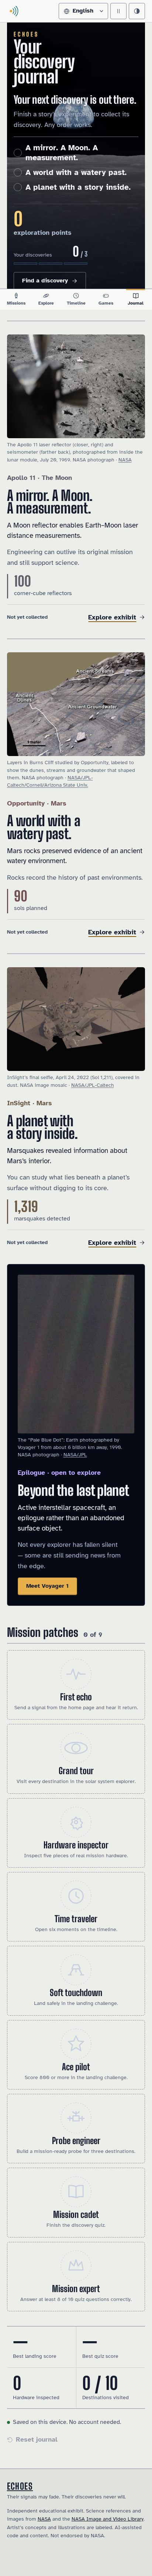 English
ECHOES
Your
discovery
journal
Your next discovery is out there.
Finish a story and return to collect its
discovery. Any order works.
A mirror. A Moon. A
measurement.
A world with a watery past.
A planet with a story inside.
0
exploration points
Your discoveries
0 / 3
Find a discovery →
Missions
Explore
Timeline
Games
Journal
The Apollo 11 laser reflector (closer, right) and
seismometer (farther back), photographed from inside the
lunar module, July 20, 1969. NASA photograph · NASA
Apollo 11 · The Moon
A mirror. A Moon.
A measurement.
A Moon reflector enables Earth–Moon laser
distance measurements.
Engineering can outlive its original mission
and still support science.
100
corner-cube reflectors
Not yet collected
Explore exhibit →
Ancient
Dunes
Ancient Stream
Ancient Groundwater
Layers in Burns Cliff studied by Opportunity, labeled to
show the dunes, streams and groundwater that shaped
them. NASA photograph · NASA/JPL-
Caltech/Cornell/Arizona State Univ.
Opportunity · Mars
A world with a
watery past.
Mars rocks preserved evidence of an ancient
watery environment.
Rocks record the history of past environments.
90
sols planned
Not yet collected
Explore exhibit →
InSight's final selfie, April 24, 2022 (Sol 1,211), covered in
dust. NASA image mosaic · NASA/JPL-Caltech
InSight · Mars
A planet with
a story inside.
Marsquakes revealed information about
Mars's interior.
You can study what lies beneath a planet's
surface without digging to its core.
1,319
marsquakes detected
Not yet collected
Explore exhibit →
The "Pale Blue Dot": Earth photographed by
Voyager 1 from about 6 billion km away, 1990.
NASA photograph · NASA/JPL
Epilogue · open to explore
Beyond the last planet
Active interstellar spacecraft, an
epilogue rather than an abandoned
surface object.
Not every explorer has fallen silent
— some are still sending news from
the edge.
Meet Voyager 1
Mission patches 0 of 9
First echo
Send a signal from the home page and hear it return.
Grand tour
Visit every destination in the solar system explorer.
Hardware inspector
Inspect five pieces of real mission hardware.
Time traveler
Open six moments on the timeline.
Soft touchdown
Land safely in the landing challenge.
Ace pilot
Score 800 or more in the landing challenge.
Probe engineer
Build a mission-ready probe for three destinations.
Mission cadet
Finish the discovery quiz.
Mission expert
Answer at least 8 of 10 quiz questions correctly.
—
Best landing score
—
Best quiz score
0
Hardware inspected
0 / 10
Destinations visited
Saved on this device. No account needed.
Reset journal
ECHOES
Their signals may fade. Their discoveries never will.
Independent educational exhibit. Science references and
images from NASA and the NASA Image and Video Library.
Artist's concepts and illustrations are labeled. AI-assisted
code and content. Not endorsed by NASA.